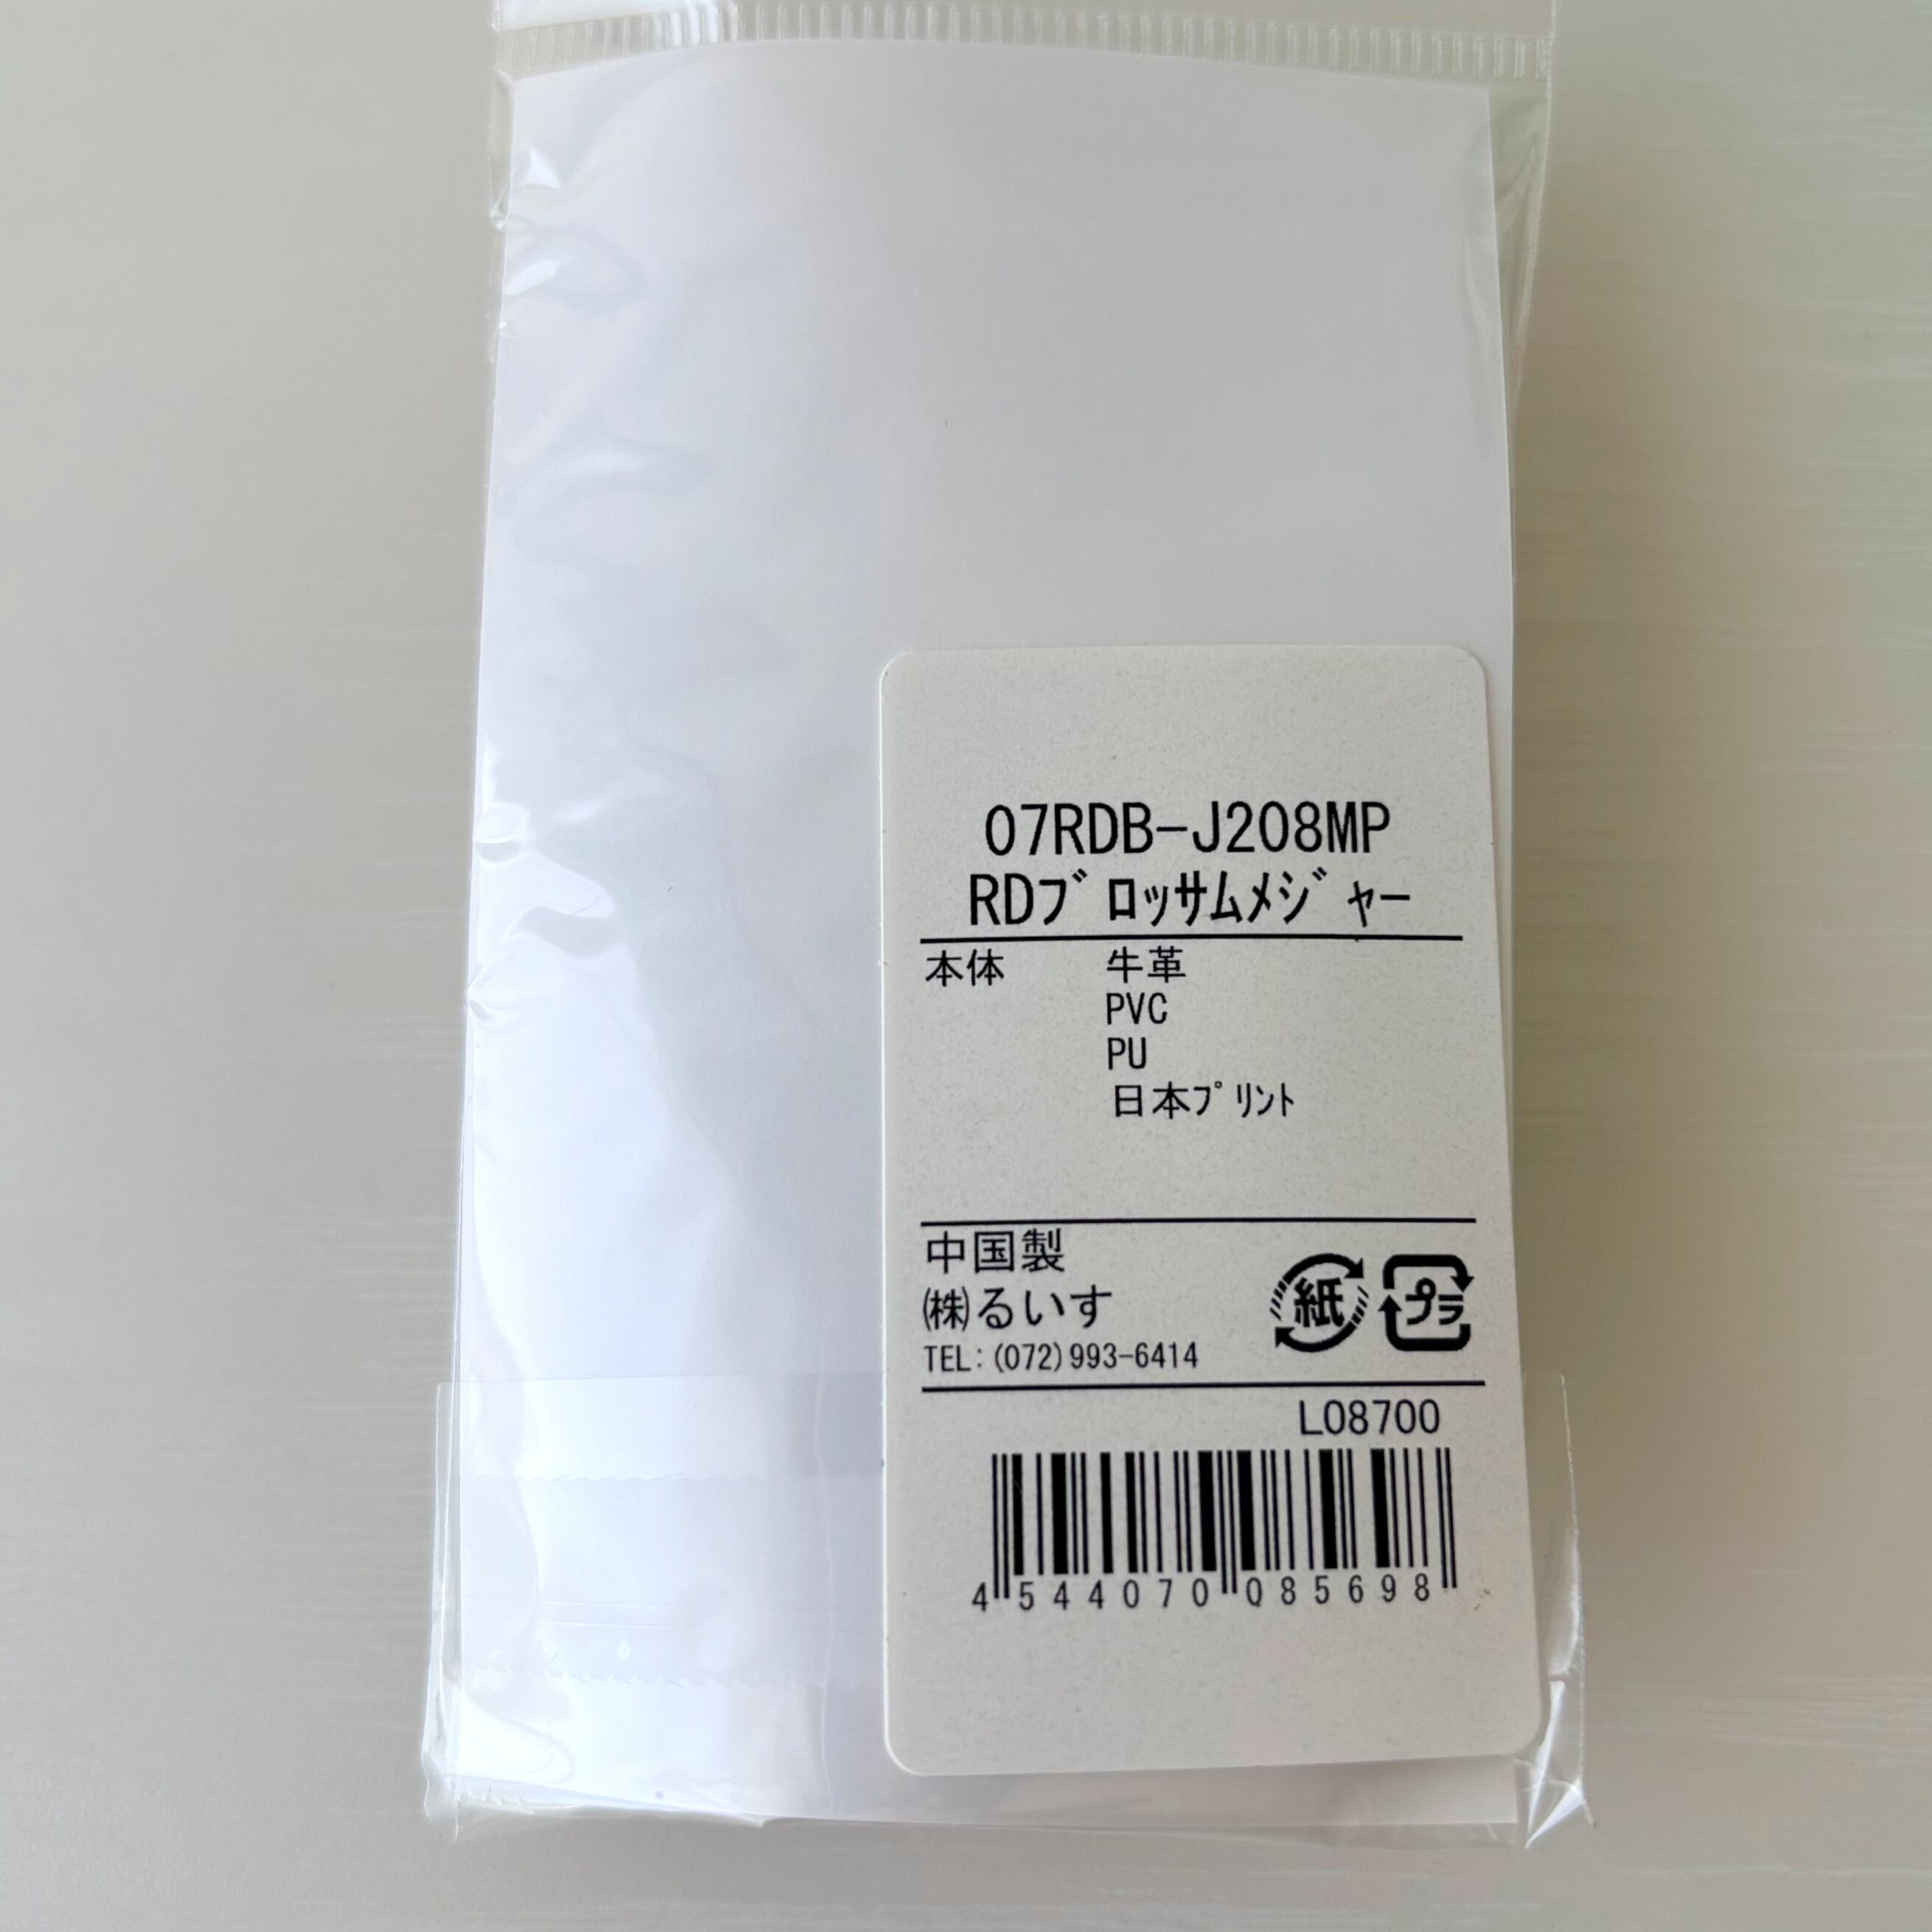 07RDB-J208MP
RDﾌﾞﾛｯｻﾑﾒｼﾞｬｰ
本体 牛革
PVC
PU
日本ﾌﾟﾘﾝﾄ
中国製
㈱るいす
TEL:(072)993-6414
紙 プラ
L08700
4544070085698